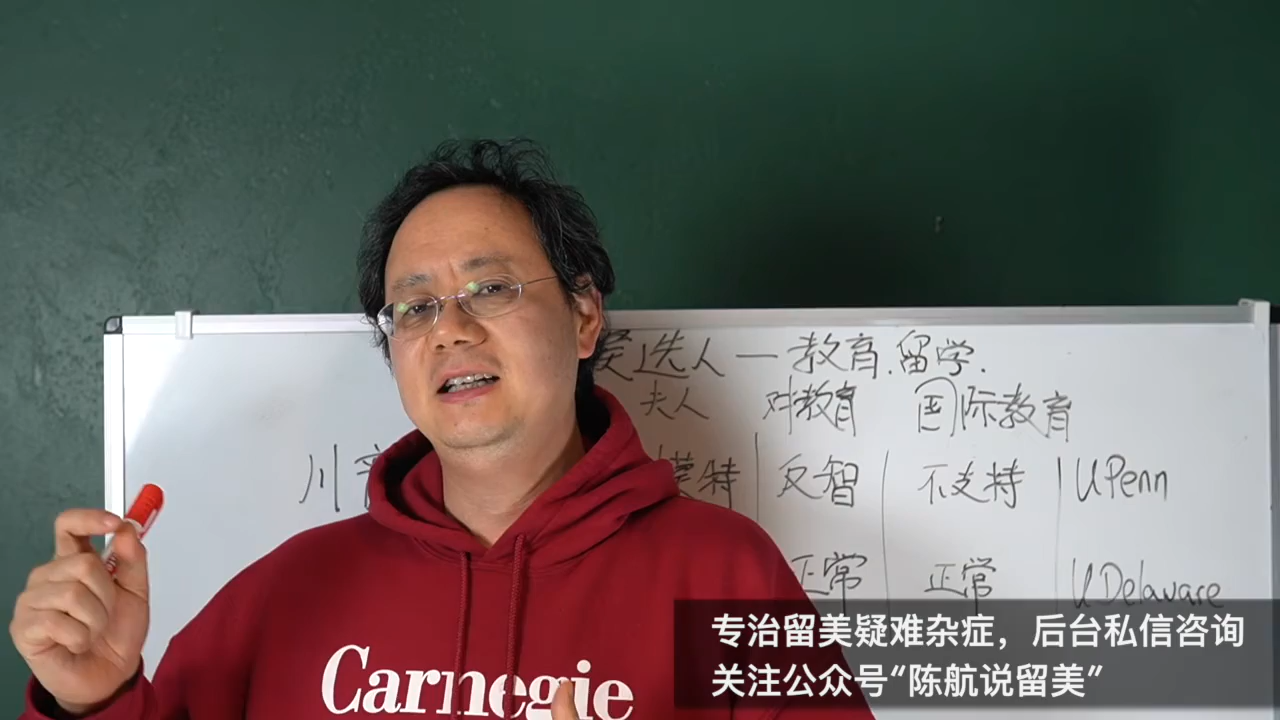 选人－教育.留学.
夫人 对教育 国际教育
川 模特 反智 不支持 UPenn
正常 正常 UDelaware
Carnegie
专治留美疑难杂症，后台私信咨询
关注公众号“陈航说留美”